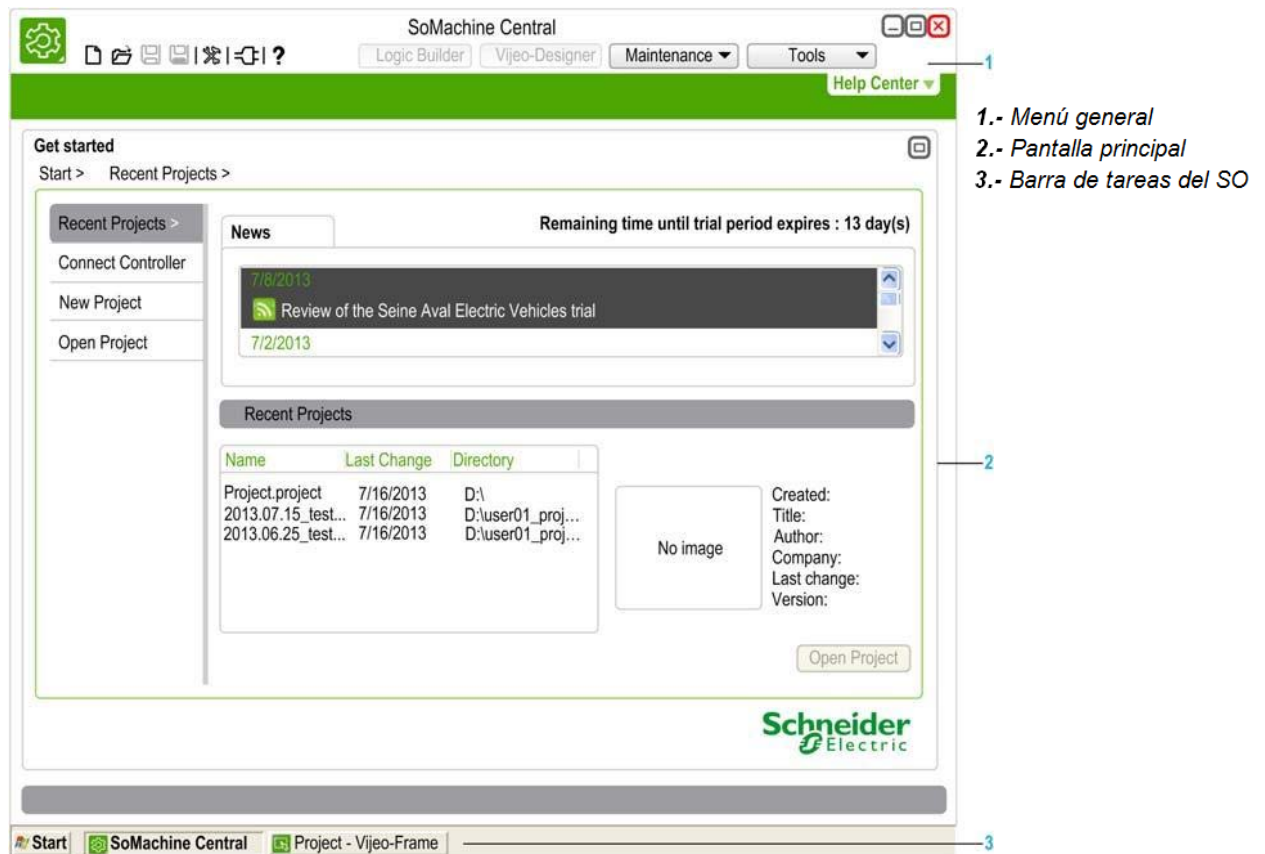 SoMachine Central
?
Logic Builder
Vijeo-Designer
Maintenance
Tools
1
Help Center
1.- Menú general
2.- Pantalla principal
3.- Barra de tareas del SO
Get started
Start > Recent Projects >
Recent Projects >
Connect Controller
New Project
Open Project
News
Remaining time until trial period expires : 13 day(s)
7/8/2013
Review of the Seine Aval Electric Vehicles trial
7/2/2013
Recent Projects
Name Last Change Directory
Project.project 7/16/2013 D:\
2013.07.15_test... 7/16/2013 D:\user01_proj...
2013.06.25_test... 7/16/2013 D:\user01_proj...
2
No image
Created:
Title:
Author:
Company:
Last change:
Version:
Open Project
Schneider
Electric
Start
SoMachine Central
Project - Vijeo-Frame
3